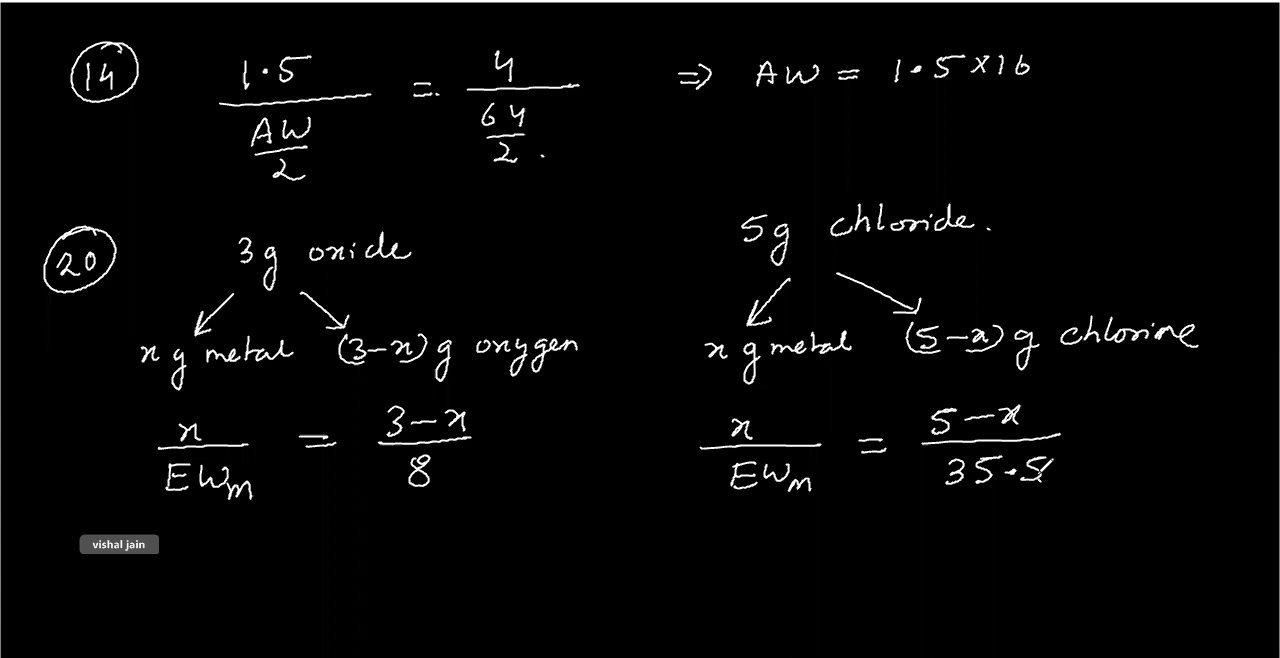 14 1.5 / (AW/2) = 4 / (64/2) ⇒ AW = 1.5×16
20 3g oxide 5g chloride.
x g metal (3-x) g oxygen x g metal (5-x) g chlorine
x / EWm = (3-x) / 8 x / EWm = (5-x) / 35.5
vishal jain